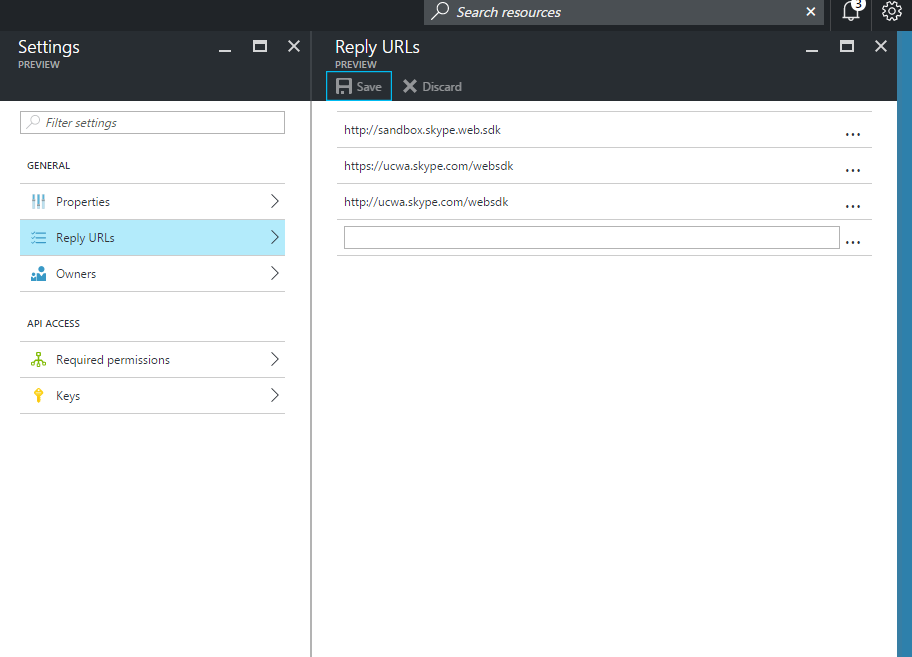 Search resources
3
Settings
PREVIEW
Filter settings
GENERAL
Properties
Reply URLs
Owners
API ACCESS
Required permissions
Keys
Reply URLs
PREVIEW
Save
Discard
http://sandbox.skype.web.sdk
https://ucwa.skype.com/websdk
http://ucwa.skype.com/websdk